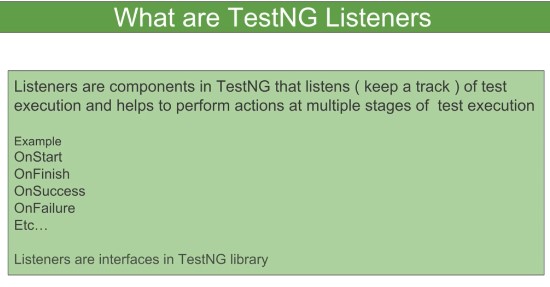 What are TestNG Listeners
Listeners are components in TestNG that listens ( keep a track ) of test
execution and helps to perform actions at multiple stages of  test execution
Example
OnStart
OnFinish
OnSuccess
OnFailure
Etc…
Listeners are interfaces in TestNG library